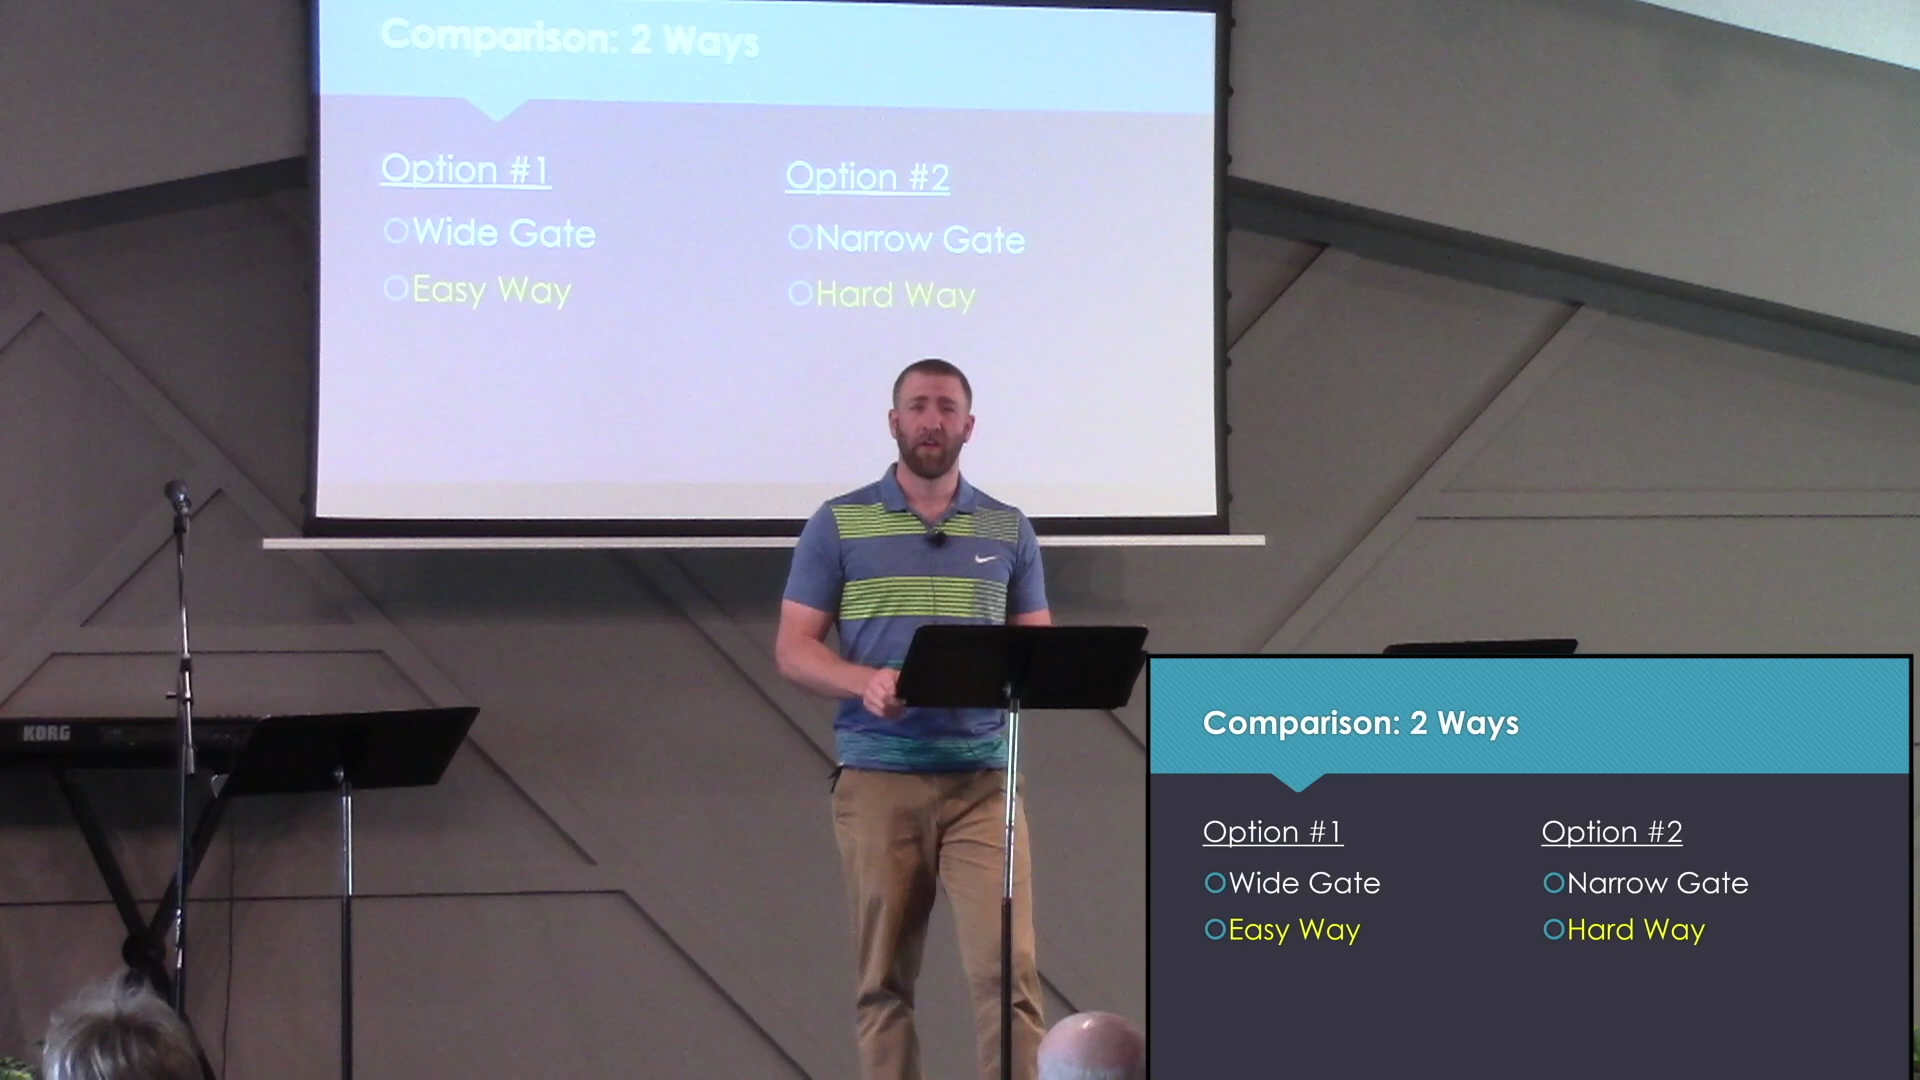 Comparison: 2 Ways
Option #1
Option #2
○Wide Gate
○Narrow Gate
○Easy Way
○Hard Way
KORG
Comparison: 2 Ways
Option #1
Option #2
○Wide Gate
○Narrow Gate
○Easy Way
○Hard Way